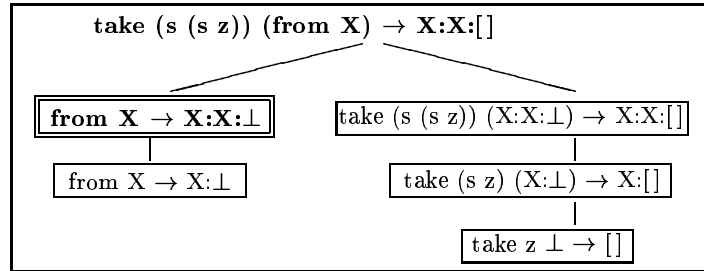 take (s (s z)) (from X) → X:X:[ ]
from X → X:X:⊥
take (s (s z)) (X:X:⊥) → X:X:[ ]
from X → X:⊥
take (s z) (X:⊥) → X:[ ]
take z ⊥ → [ ]